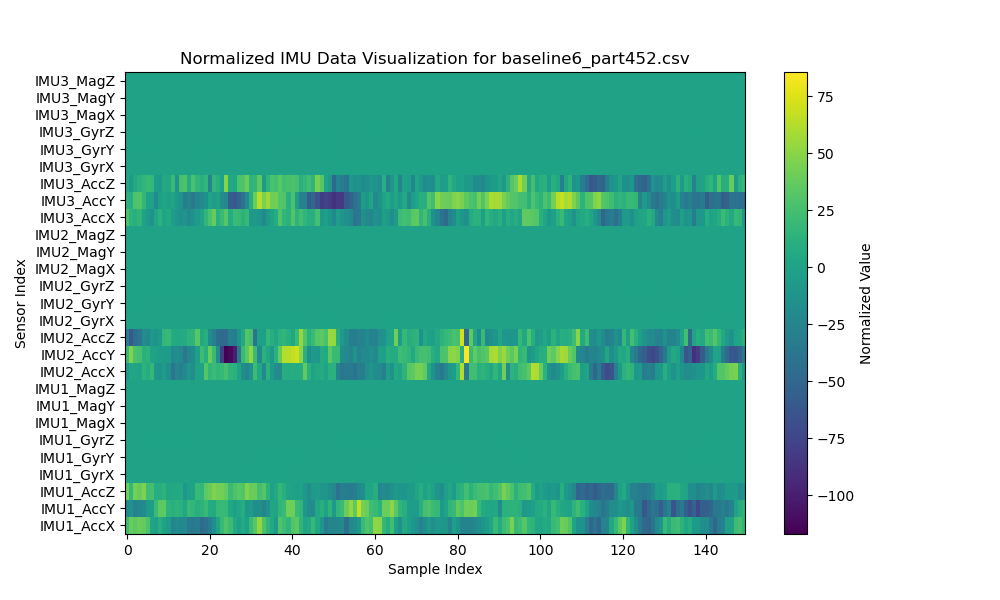 Normalized IMU Data Visualization for baseline6_part452.csv
IMU3_MagZ
IMU3_MagY
IMU3_MagX
IMU3_GyrZ
IMU3_GyrY
IMU3_GyrX
IMU3_AccZ
IMU3_AccY
IMU3_AccX
IMU2_MagZ
IMU2_MagY
IMU2_MagX
IMU2_GyrZ
IMU2_GyrY
IMU2_GyrX
IMU2_AccZ
IMU2_AccY
IMU2_AccX
IMU1_MagZ
IMU1_MagY
IMU1_MagX
IMU1_GyrZ
IMU1_GyrY
IMU1_GyrX
IMU1_AccZ
IMU1_AccY
IMU1_AccX
Sensor Index
0 20 40 60 80 100 120 140
Sample Index
75
50
25
0
−25
−50
−75
−100
Normalized Value